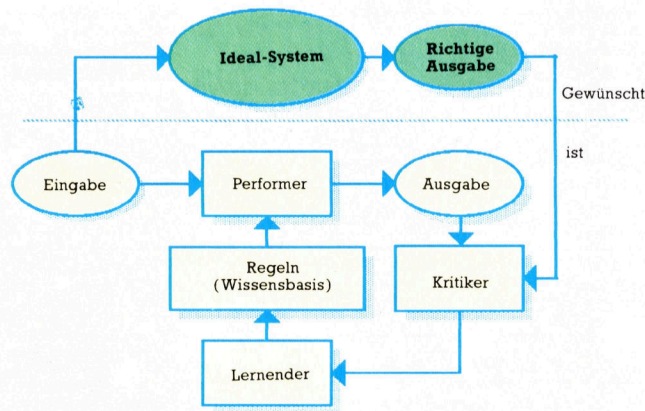 Ideal-System
Richtige
Ausgabe
Gewünscht
ist
Eingabe
Performer
Ausgabe
Regeln
(Wissensbasis)
Kritiker
Lernender